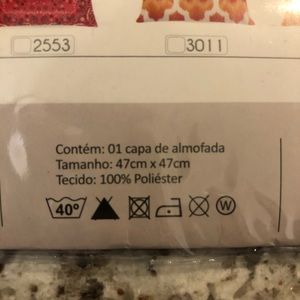 2553 3011
Contém: 01 capa de almofada
Tamanho: 47cm x 47cm
Tecido: 100% Poliéster
40° W